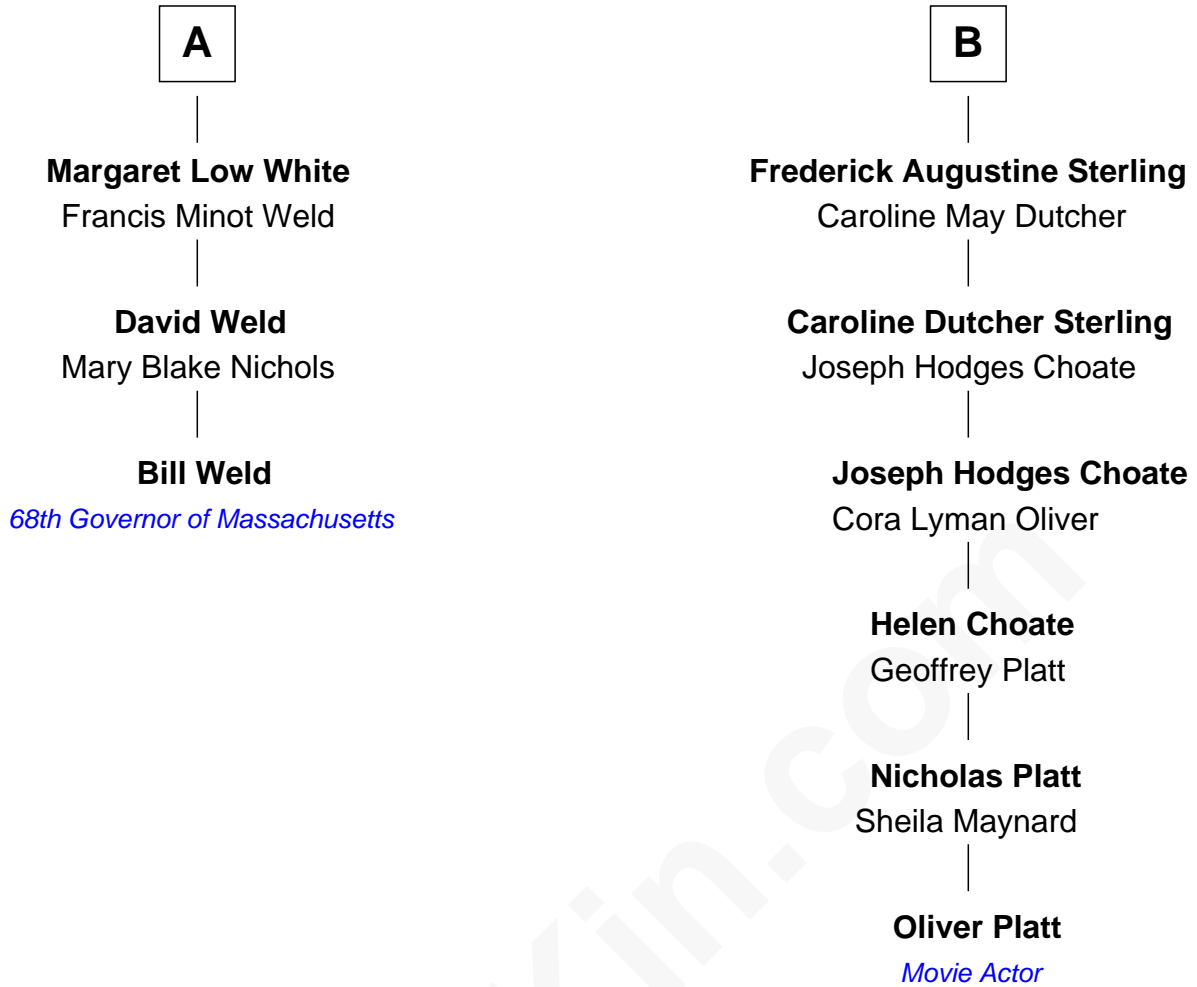 A
Margaret Low White
Francis Minot Weld
David Weld
Mary Blake Nichols
Bill Weld
68th Governor of Massachusetts
B
Frederick Augustine Sterling
Caroline May Dutcher
Caroline Dutcher Sterling
Joseph Hodges Choate
Joseph Hodges Choate
Cora Lyman Oliver
Helen Choate
Geoffrey Platt
Nicholas Platt
Sheila Maynard
Oliver Platt
Movie Actor
in.com